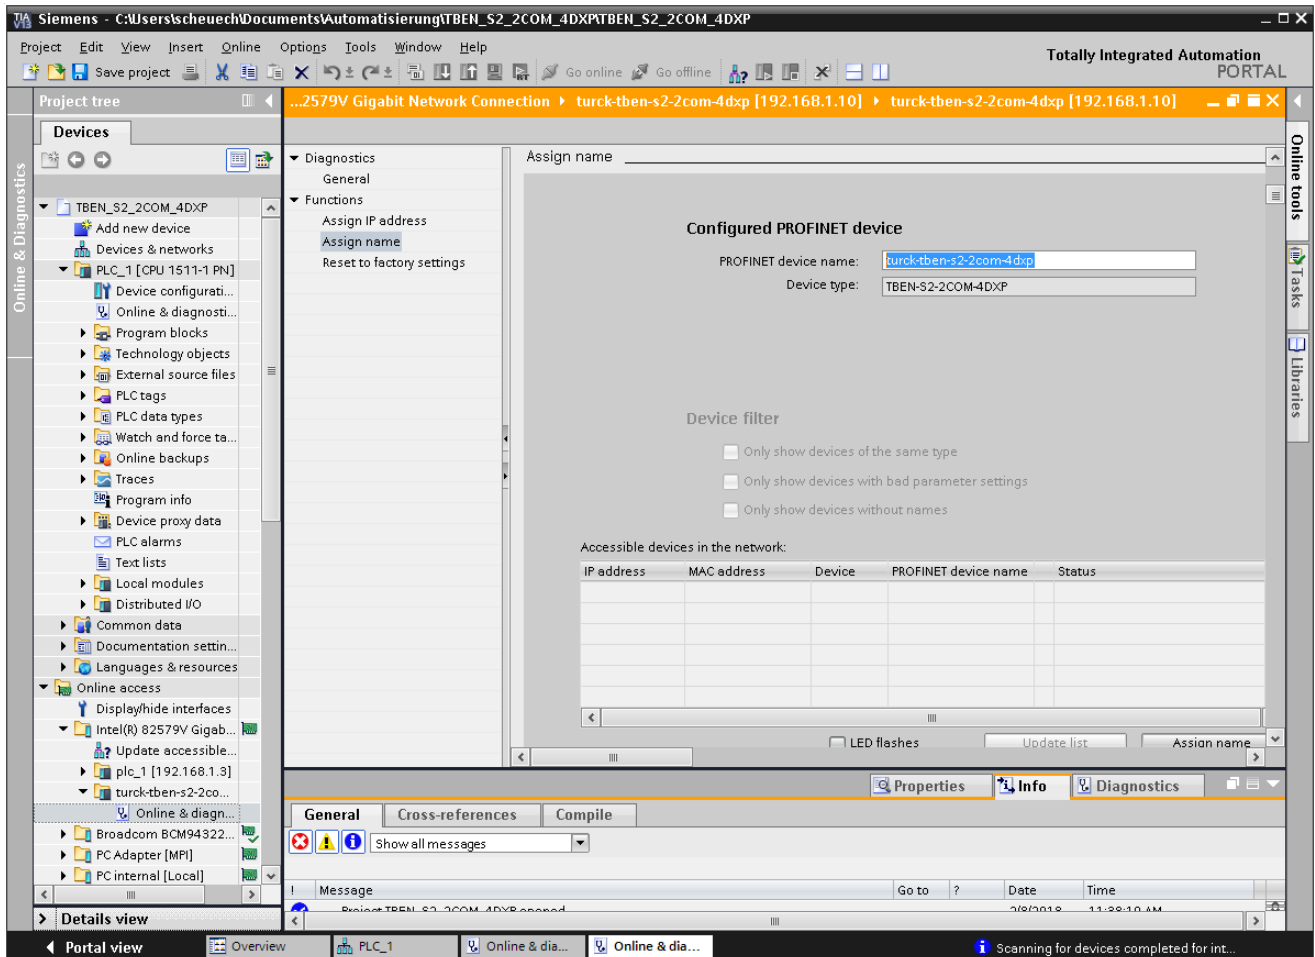 Siemens - C:\Users\scheuech\Documents\Automatisierung\TBEN_S2_2COM_4DXP\TBEN_S2_2COM_4DXP
Project Edit View Insert Online Options Tools Window Help
Totally Integrated Automation
PORTAL
Save project Go online Go offline
Project tree
...2579V Gigabit Network Connection turck-tben-s2-2com-4dxp [192.168.1.10] turck-tben-s2-2com-4dxp [192.168.1.10]
Devices
Online & Diagnostics
TBEN_S2_2COM_4DXP
Add new device
Devices & networks
PLC_1 [CPU 1511-1 PN]
Device configurati...
Online & diagnosti...
Program blocks
Technology objects
External source files
PLC tags
PLC data types
Watch and force ta...
Online backups
Traces
Program info
Device proxy data
PLC alarms
Text lists
Local modules
Distributed I/O
Common data
Documentation settin...
Languages & resources
Online access
Display/hide interfaces
Intel(R) 82579V Gigab...
Update accessible...
plc_1 [192.168.1.3]
turck-tben-s2-2co...
Online & diagn...
Broadcom BCM94322...
PC Adapter [MPI]
PC internal [Local]
Details view
Diagnostics
General
Functions
Assign IP address
Assign name
Reset to factory settings
Assign name
Configured PROFINET device
PROFINET device name: turck-tben-s2-2com-4dxp
Device type: TBEN-S2-2COM-4DXP
Device filter
Only show devices of the same type
Only show devices with bad parameter settings
Only show devices without names
Accessible devices in the network:
IP address MAC address Device PROFINET device name Status
LED flashes Update list Assign name
Online tools
Tasks
Libraries
Properties Info Diagnostics
General Cross-references Compile
Show all messages
! Message Go to ? Date Time
Project TBEN_S2_2COM_4DXP opened. 2/8/2018 11:38:10 AM
Portal view Overview PLC_1 Online & dia... Online & dia... Scanning for devices completed for int...